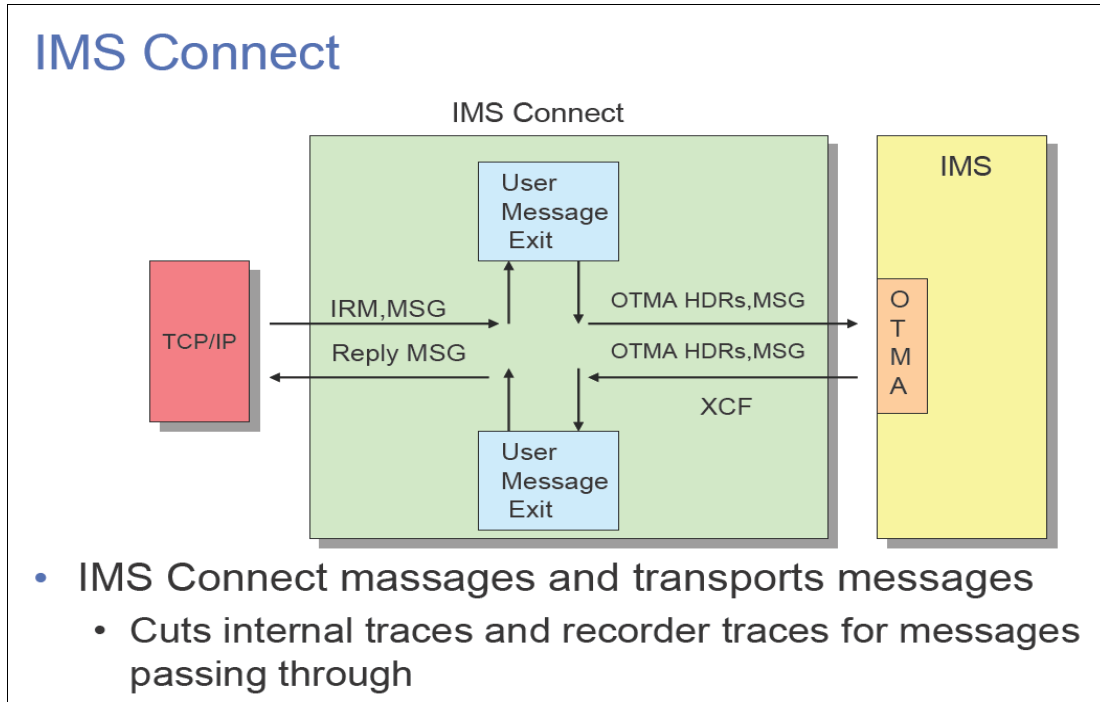 IMS Connect
IMS Connect
User
Message
Exit
IMS
TCP/IP
IRM,MSG
OTMA HDRs,MSG
Reply MSG
OTMA HDRs,MSG
XCF
O
T
M
A
User
Message
Exit
• IMS Connect massages and transports messages
• Cuts internal traces and recorder traces for messages
passing through